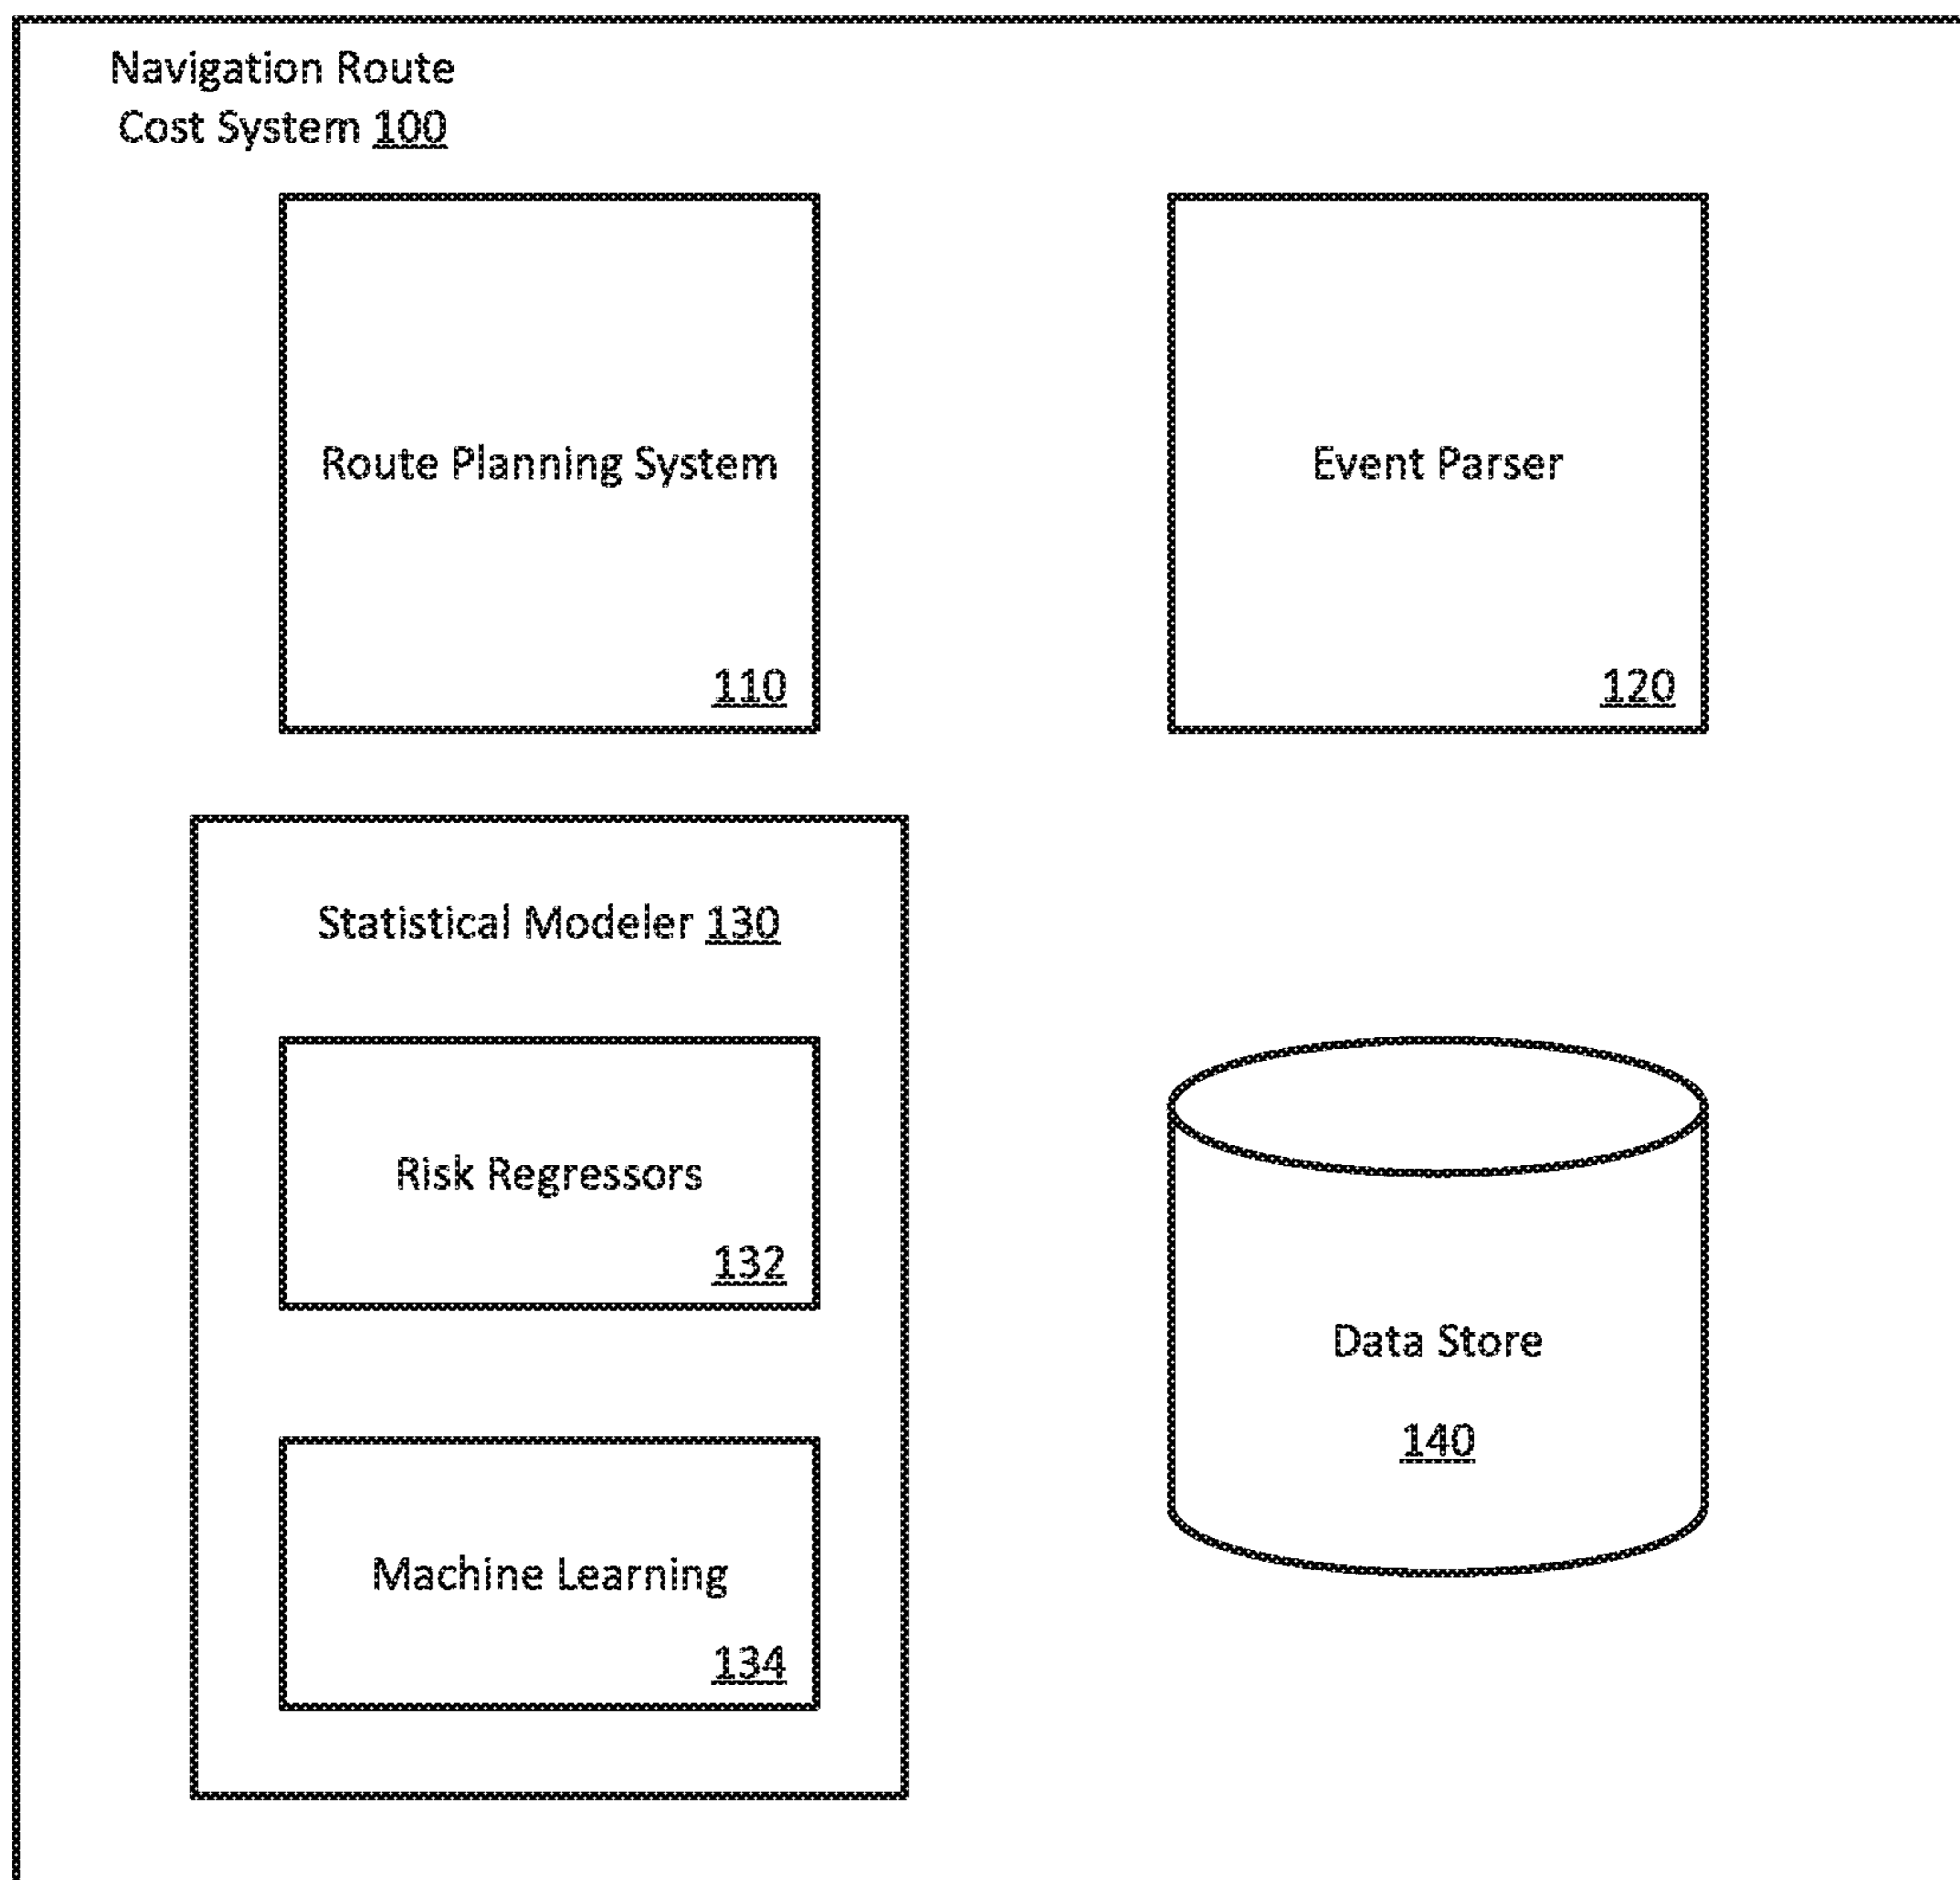 Navigation Route
Cost System 100
Route Planning System
110
Event Parser
120
Statistical Modeler 130
Risk Regressors
132
Machine Learning
134
Data Store
140